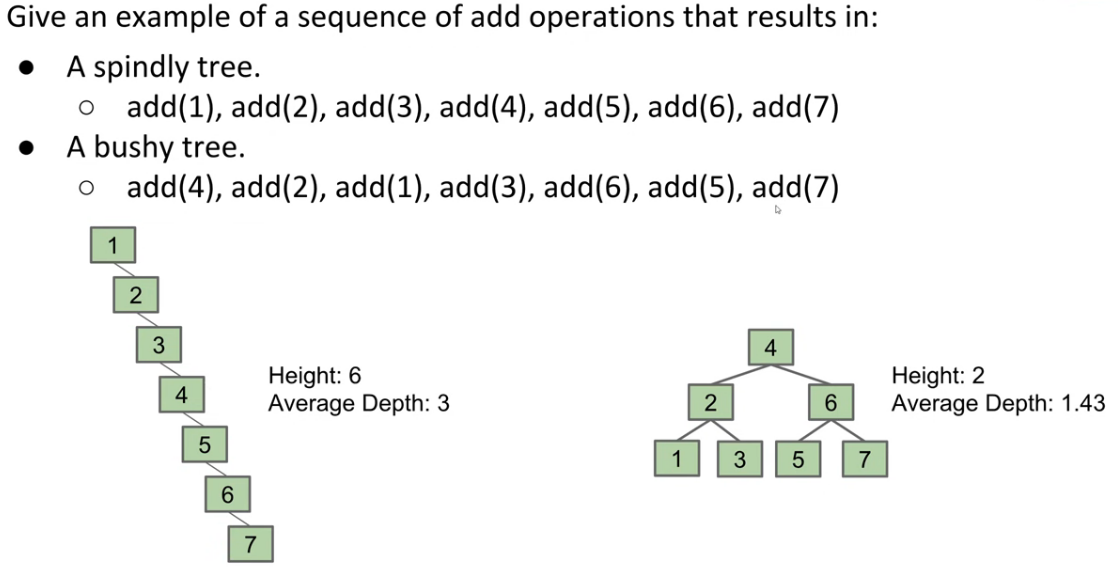 Give an example of a sequence of add operations that results in:
● A spindly tree.
○ add(1), add(2), add(3), add(4), add(5), add(6), add(7)
● A bushy tree.
○ add(4), add(2), add(1), add(3), add(6), add(5), add(7)
1
2
3
4
5
6
7
Height: 6
Average Depth: 3
4
2 6
1 3 5 7
Height: 2
Average Depth: 1.43